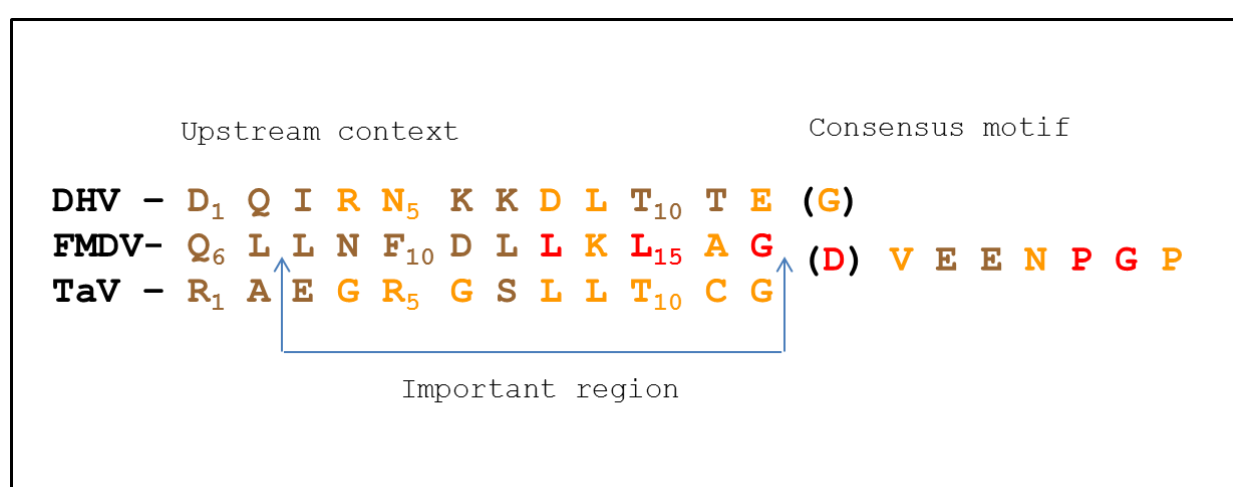 Upstream context
Consensus motif
DHV – D1 Q I R N5 K K D L T10 T E (G)
FMDV– Q6 L L N F10 D L L K L15 A G (D) V E E N P G P
TaV – R1 A E G R5 G S L L T10 C G
Important region